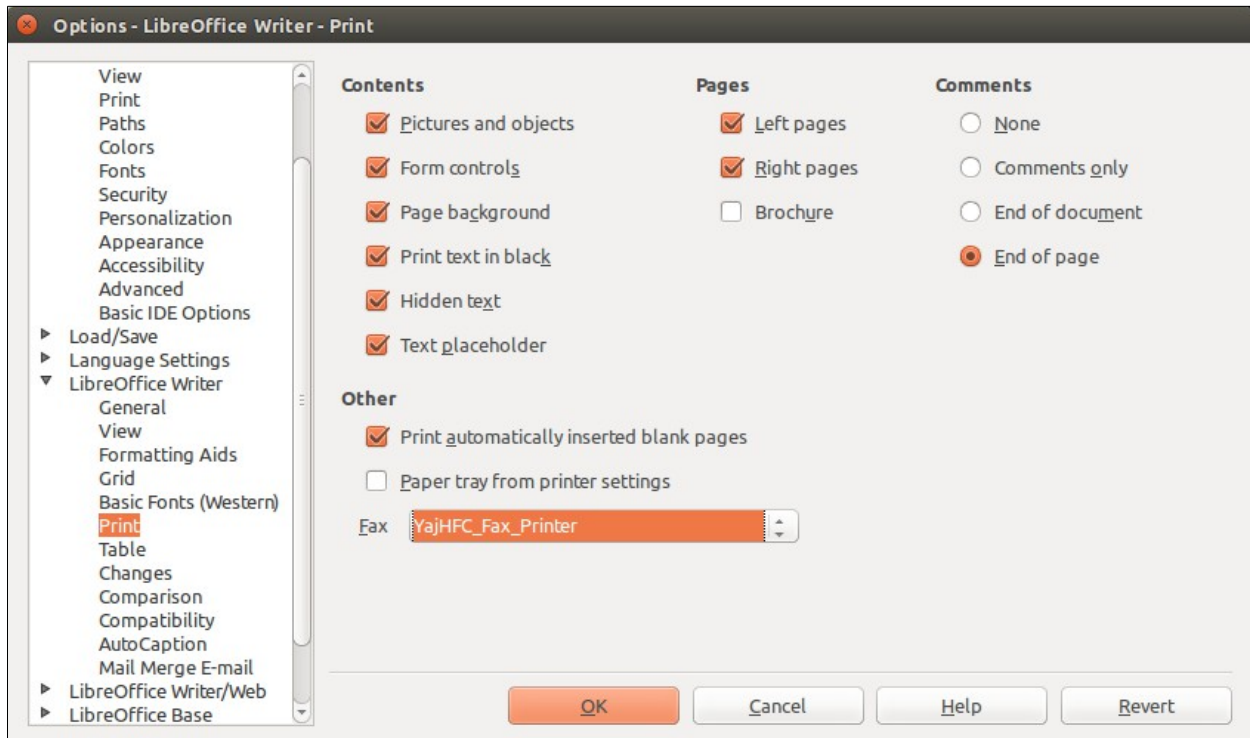 Options - LibreOffice Writer - Print
View
Print
Paths
Colors
Fonts
Security
Personalization
Appearance
Accessibility
Advanced
Basic IDE Options
Load/Save
Language Settings
LibreOffice Writer
General
View
Formatting Aids
Grid
Basic Fonts (Western)
Print
Table
Changes
Comparison
Compatibility
AutoCaption
Mail Merge E-mail
LibreOffice Writer/Web
LibreOffice Base
Contents
Pictures and objects
Form controls
Page background
Print text in black
Hidden text
Text placeholder
Pages
Left pages
Right pages
Brochure
Comments
None
Comments only
End of document
End of page
Other
Print automatically inserted blank pages
Paper tray from printer settings
Fax YajHFC_Fax_Printer
OK Cancel Help Revert